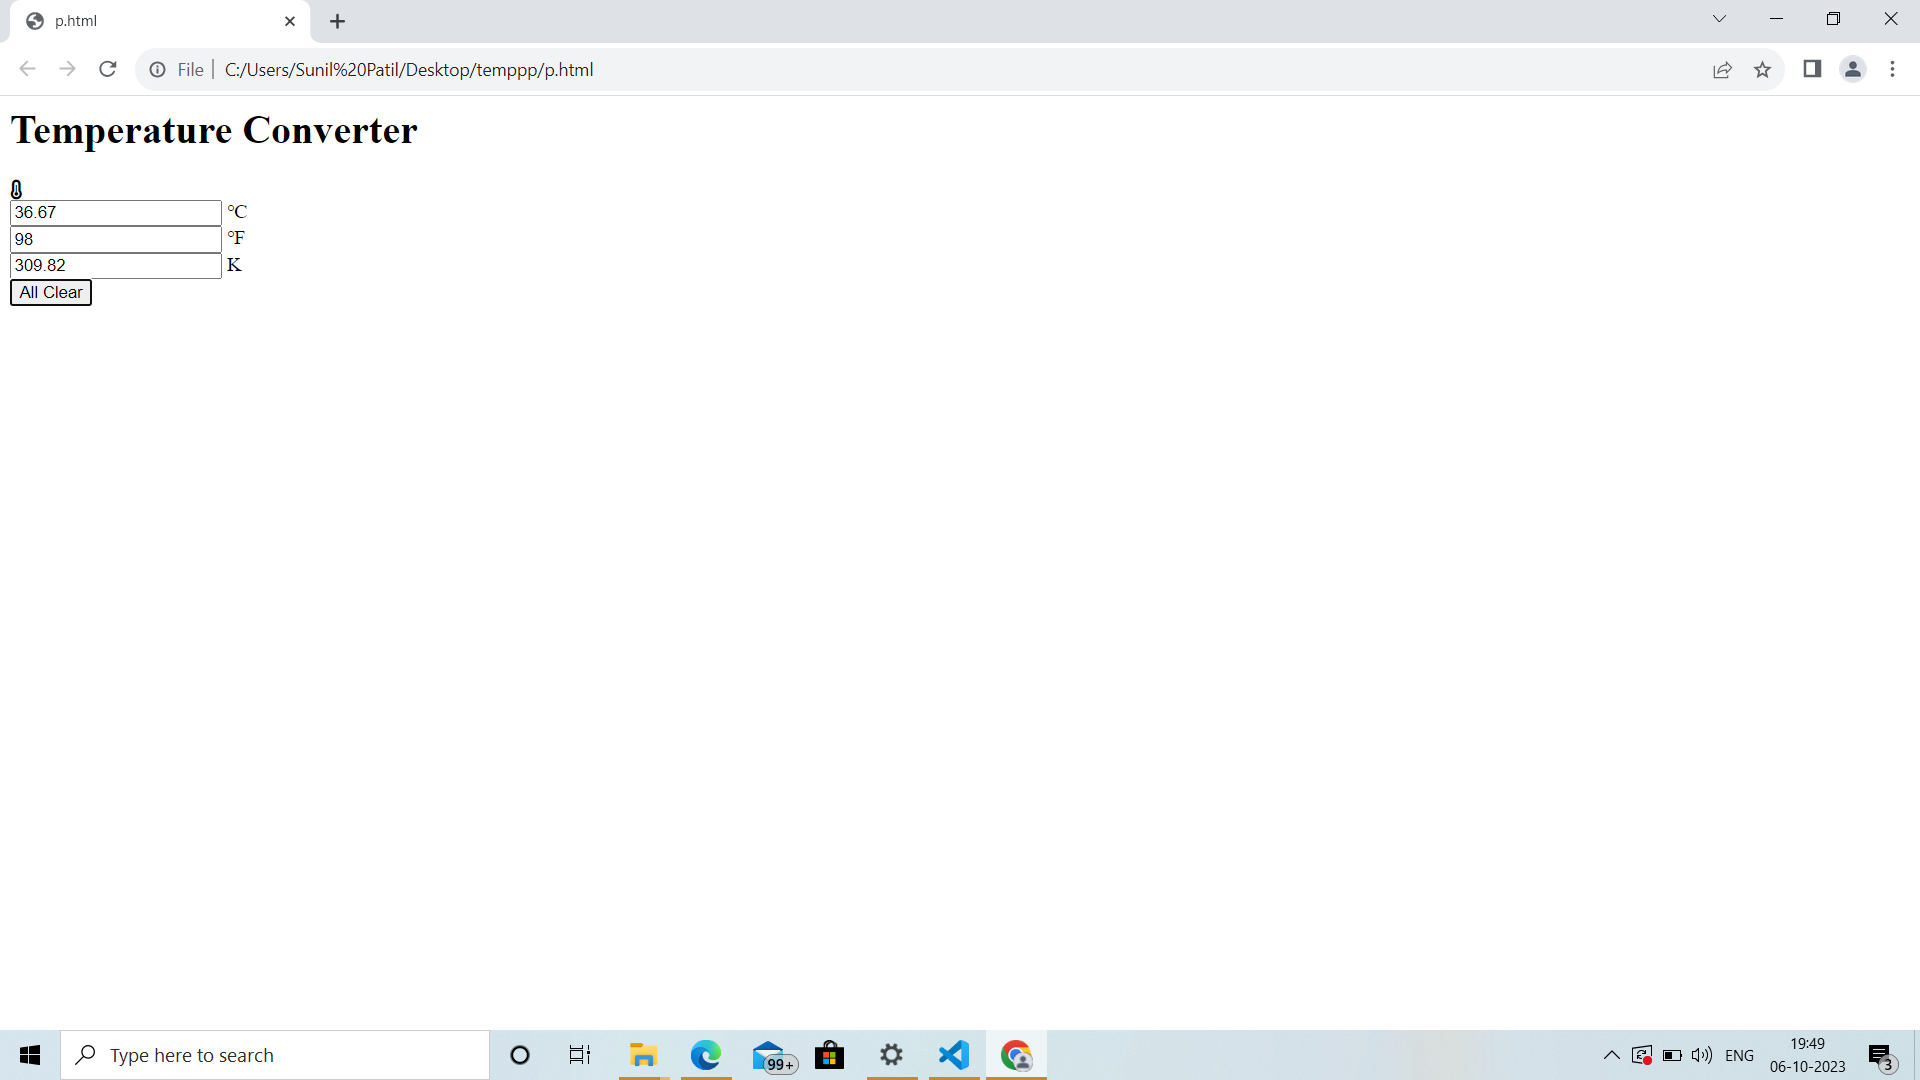 p.html
File
C:/Users/Sunil%20Patil/Desktop/temppp/p.html
Temperature Converter
36.67 °C
98 °F
309.82 K
All Clear
Type here to search
99+
ENG
19:49
06-10-2023
3